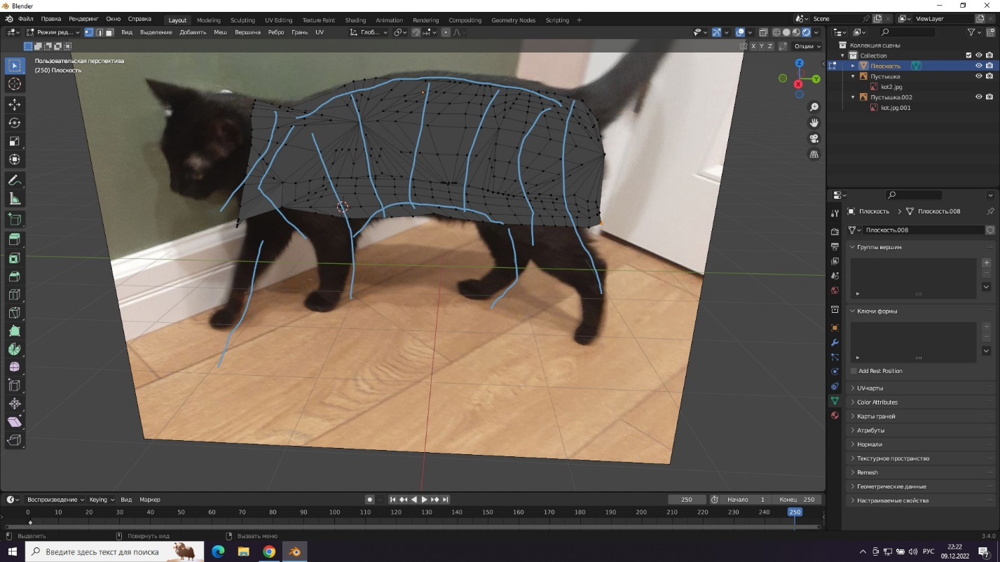 Blender
Файл Правка Рендеринг Окно Справка Layout Modeling Sculpting UV Editing Texture Paint Shading Animation Rendering Compositing Geometry Nodes Scripting + Scene ViewLayer
Режим ред... Вид Выделение Добавить Меш Вершина Ребро Грань UV Глоб...
X Y Z Опции
Пользовательская перспектива
(250) Плоскость
Z
Y
X
Коллекция сцены
Collection
Плоскость
Пустышка
kot2.jpg
Пустышка.002
kot.jpg.001
Плоскость Плоскость.008
Плоскость.008
Группы вершин
Ключи формы
Add Rest Position
UV-карты
Color Attributes
Карты граней
Атрибуты
Нормали
Текстурное пространство
Remesh
Геометрические данные
Настраиваемые свойства
Воспроизведение Keying Вид Маркер 250 Начало 1 Конец 250
0 10 20 30 40 50 60 70 80 90 100 110 120 130 140 150 160 170 180 190 200 210 220 230 240 250
Выделить Повернуть вид Вызвать меню 3.4.0
Введите здесь текст для поиска РУС 22:22
09.12.2022 7